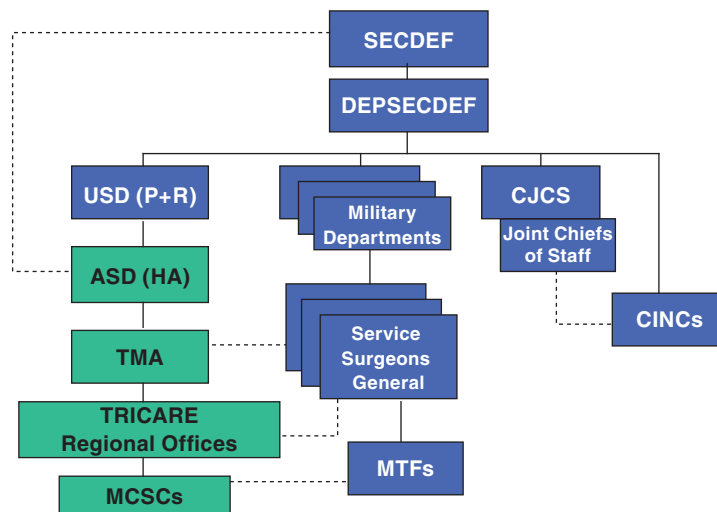 SECDEF
DEPSECDEF
USD (P+R)
Military
Departments
CJCS
Joint Chiefs
of Staff
ASD (HA)
CINCs
TMA
Service
Surgeons
General
TRICARE
Regional Offices
MTFs
MCSCs